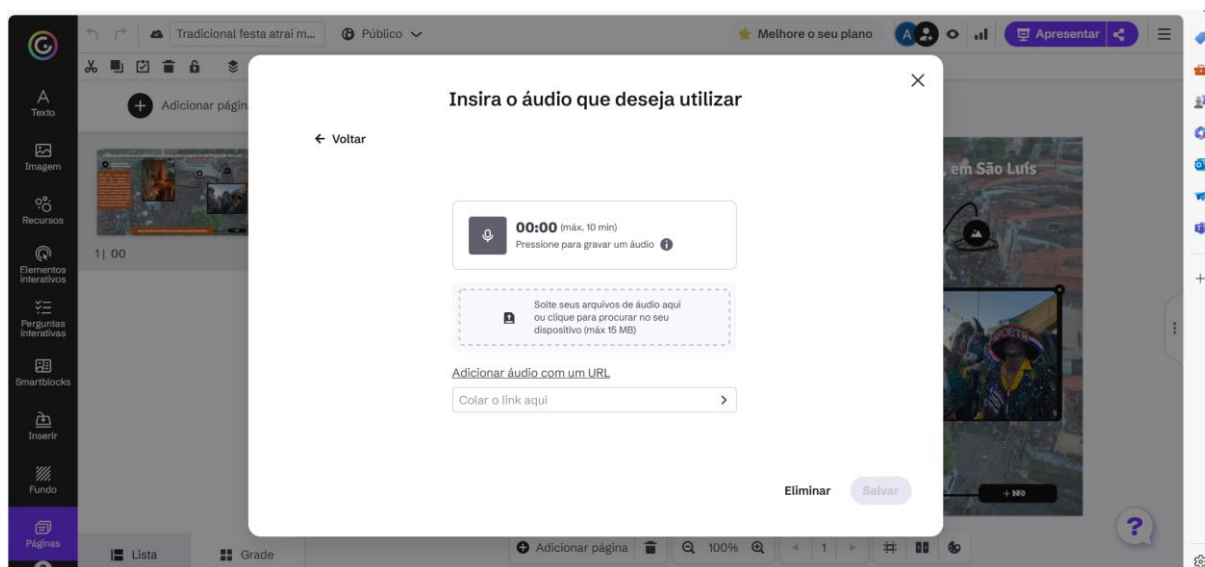 Tradicional festa atrai m...
Público
Melhore o seu plano
A
Apresentar
Texto
Imagem
Recursos
Elementos
interativos
Perguntas
interativas
Smartblocks
Inserir
Fundo
Páginas
Adicionar págin
1| 00
Lista
Grade
Insira o áudio que deseja utilizar
Voltar
00:00 (máx. 10 min)
Pressione para gravar um áudio
Solte seus arquivos de áudio aqui
ou clique para procurar no seu
dispositivo (máx 15 MB)
Adicionar áudio com um URL
Colar o link aqui
Eliminar
Salvar
em São Luís
+ INFO
?
Adicionar página
100%
1